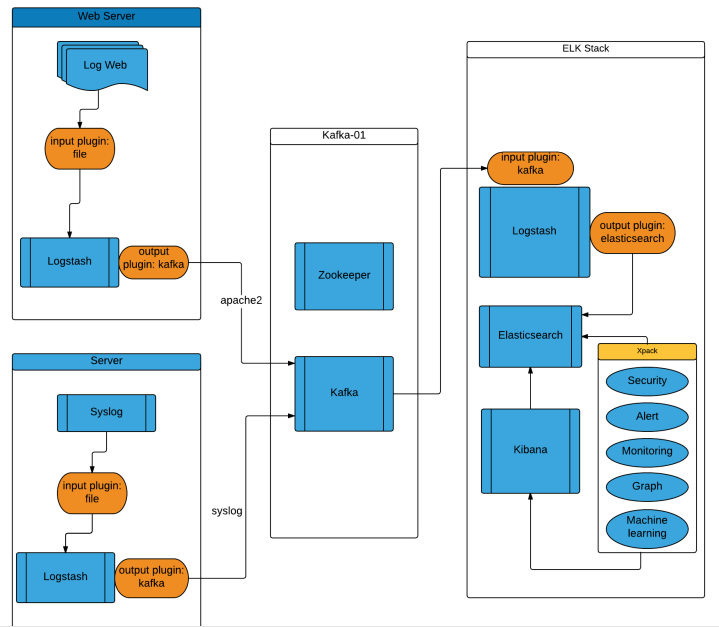 Web Server
Log Web
input plugin:
file
Logstash
output
plugin: kafka
apache2
Server
Syslog
input plugin:
file
Logstash
output plugin:
kafka
syslog
Kafka-01
Zookeeper
Kafka
ELK Stack
input plugin:
kafka
Logstash
output plugin:
elasticsearch
Elasticsearch
Kibana
Xpack
Security
Alert
Monitoring
Graph
Machine
learning